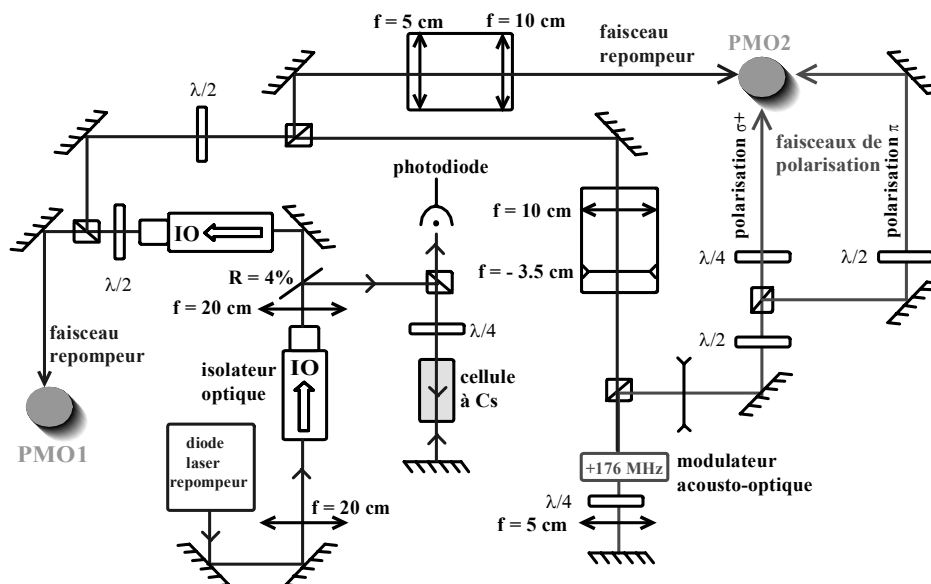 f = 5 cm
f = 10 cm
faisceau
repompeur
PMO2
λ/2
polarisation σ+
faisceaux de
polarisation
polarisation π
photodiode
f = 10 cm
IO
λ/2
R = 4%
f = 20 cm
f = - 3.5 cm
λ/4
λ/2
faisceau
repompeur
isolateur
optique
IO
λ/4
cellule
à Cs
λ/2
PMO1
diode
laser
repompeur
+176 MHz
modulateur
acousto-optique
λ/4
f = 20 cm
f = 5 cm